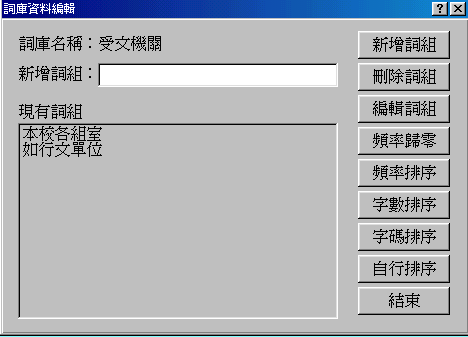 詞庫資料編輯
詞庫名稱：受文機關
新增詞組：
現有詞組
本校各組室
如行文單位
新增詞組
刪除詞組
編輯詞組
頻率歸零
頻率排序
字數排序
字碼排序
自行排序
結束